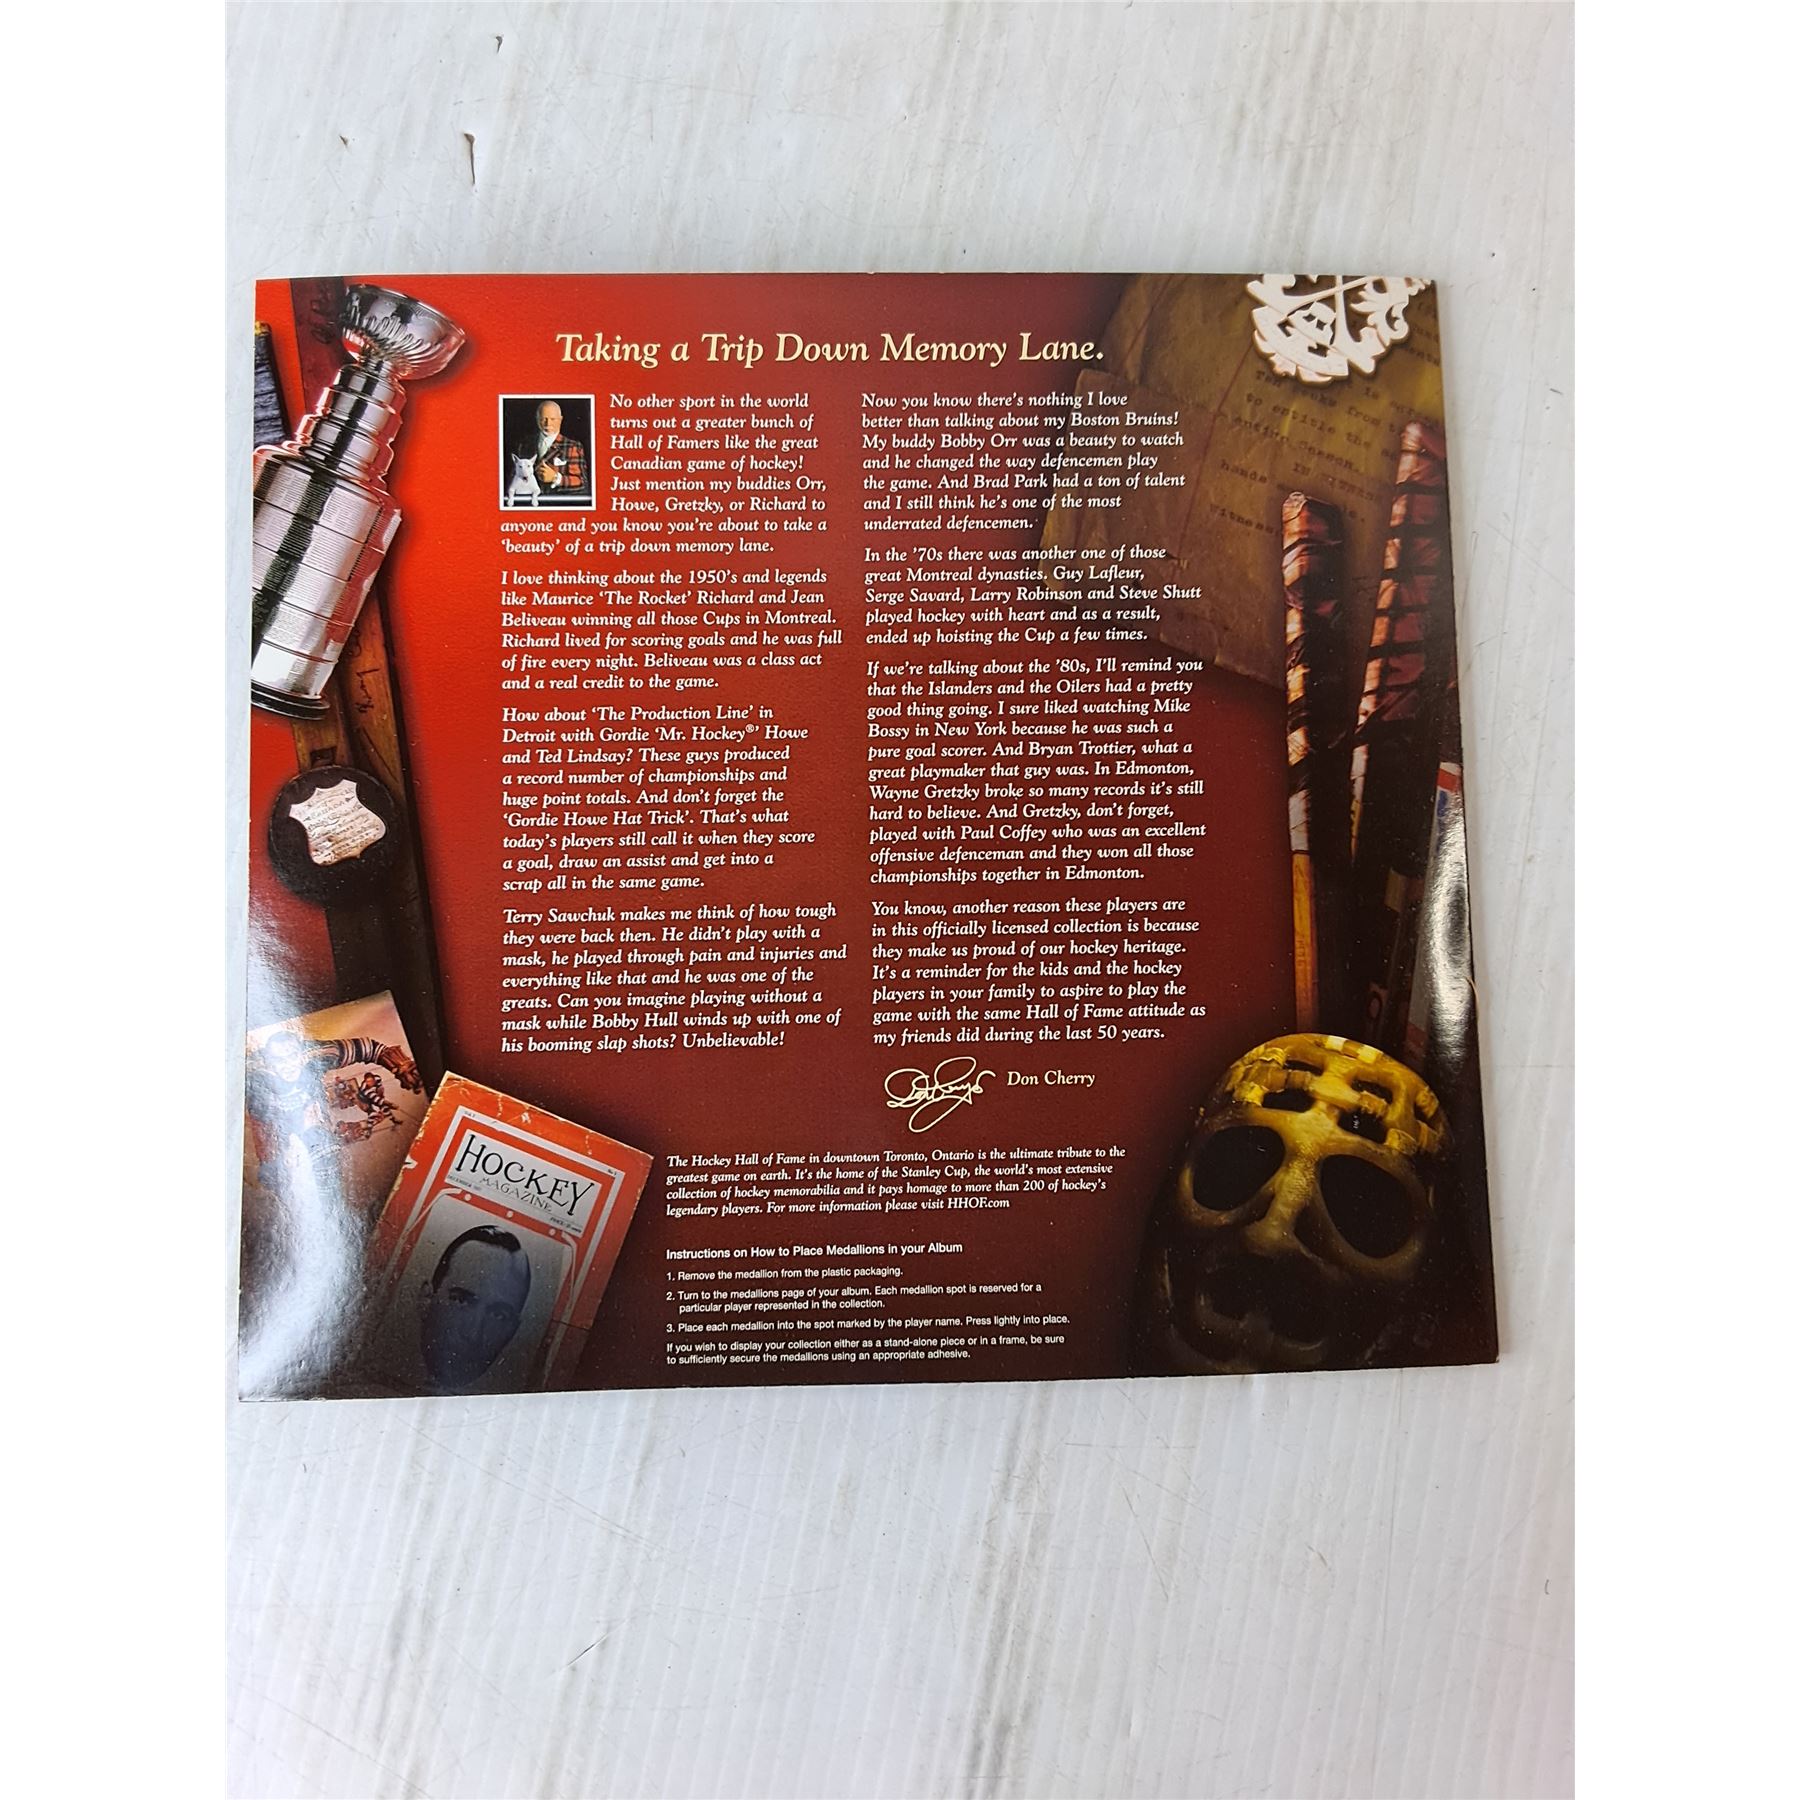 Taking a Trip Down Memory Lane.
No other sport in the world
turns out a greater bunch of
Hall of Famers like the great
Canadian game of hockey!
Just mention my buddies Orr,
Howe, Gretzky, or Richard to
anyone and you know you're about to take a
'beauty' of a trip down memory lane.
I love thinking about the 1950's and legends
like Maurice 'The Rocket' Richard and Jean
Beliveau winning all those Cups in Montreal.
Richard lived for scoring goals and he was full
of fire every night. Beliveau was a class act
and a real credit to the game.
How about 'The Production Line' in
Detroit with Gordie 'Mr. Hockey®' Howe
and Ted Lindsay? These guys produced
a record number of championships and
huge point totals. And don't forget the
'Gordie Howe Hat Trick'. That's what
today's players still call it when they score
a goal, draw an assist and get into a
scrap all in the same game.
Terry Sawchuk makes me think of how tough
they were back then. He didn't play with a
mask, he played through pain and injuries and
everything like that and he was one of the
greats. Can you imagine playing without a
mask while Bobby Hull winds up with one of
his booming slap shots? Unbelievable!
Now you know there's nothing I love
better than talking about my Boston Bruins!
My buddy Bobby Orr was a beauty to watch
and he changed the way defencemen play
the game. And Brad Park had a ton of talent
and I still think he's one of the most
underrated defencemen.
In the '70s there was another one of those
great Montreal dynasties. Guy Lafleur,
Serge Savard, Larry Robinson and Steve Shutt
played hockey with heart and as a result,
ended up hoisting the Cup a few times.
If we're talking about the '80s, I'll remind you
that the Islanders and the Oilers had a pretty
good thing going. I sure liked watching Mike
Bossy in New York because he was such a
pure goal scorer. And Bryan Trottier, what a
great playmaker that guy was. In Edmonton,
Wayne Gretzky broke so many records it's still
hard to believe. And Gretzky, don't forget,
played with Paul Coffey who was an excellent
offensive defenceman and they won all those
championships together in Edmonton.
You know, another reason these players are
in this officially licensed collection is because
they make us proud of our hockey heritage.
It's a reminder for the kids and the hockey
players in your family to aspire to play the
game with the same Hall of Fame attitude as
my friends did during the last 50 years.
Don Cherry
HOCKEY
MAGAZINE
The Hockey Hall of Fame in downtown Toronto, Ontario is the ultimate tribute to the
greatest game on earth. It's the home of the Stanley Cup, the world's most extensive
collection of hockey memorabilia and it pays homage to more than 200 of hockey's
legendary players. For more information please visit HHOF.com
Instructions on How to Place Medallions in your Album
1. Remove the medallion from the plastic packaging.
2. Turn to the medallions page of your album. Each medallion spot is reserved for a
particular player represented in the collection.
3. Place each medallion into the spot marked by the player name. Press lightly into place.
If you wish to display your collection either as a stand-alone piece or in a frame, be sure
to sufficiently secure the medallions using an appropriate adhesive.